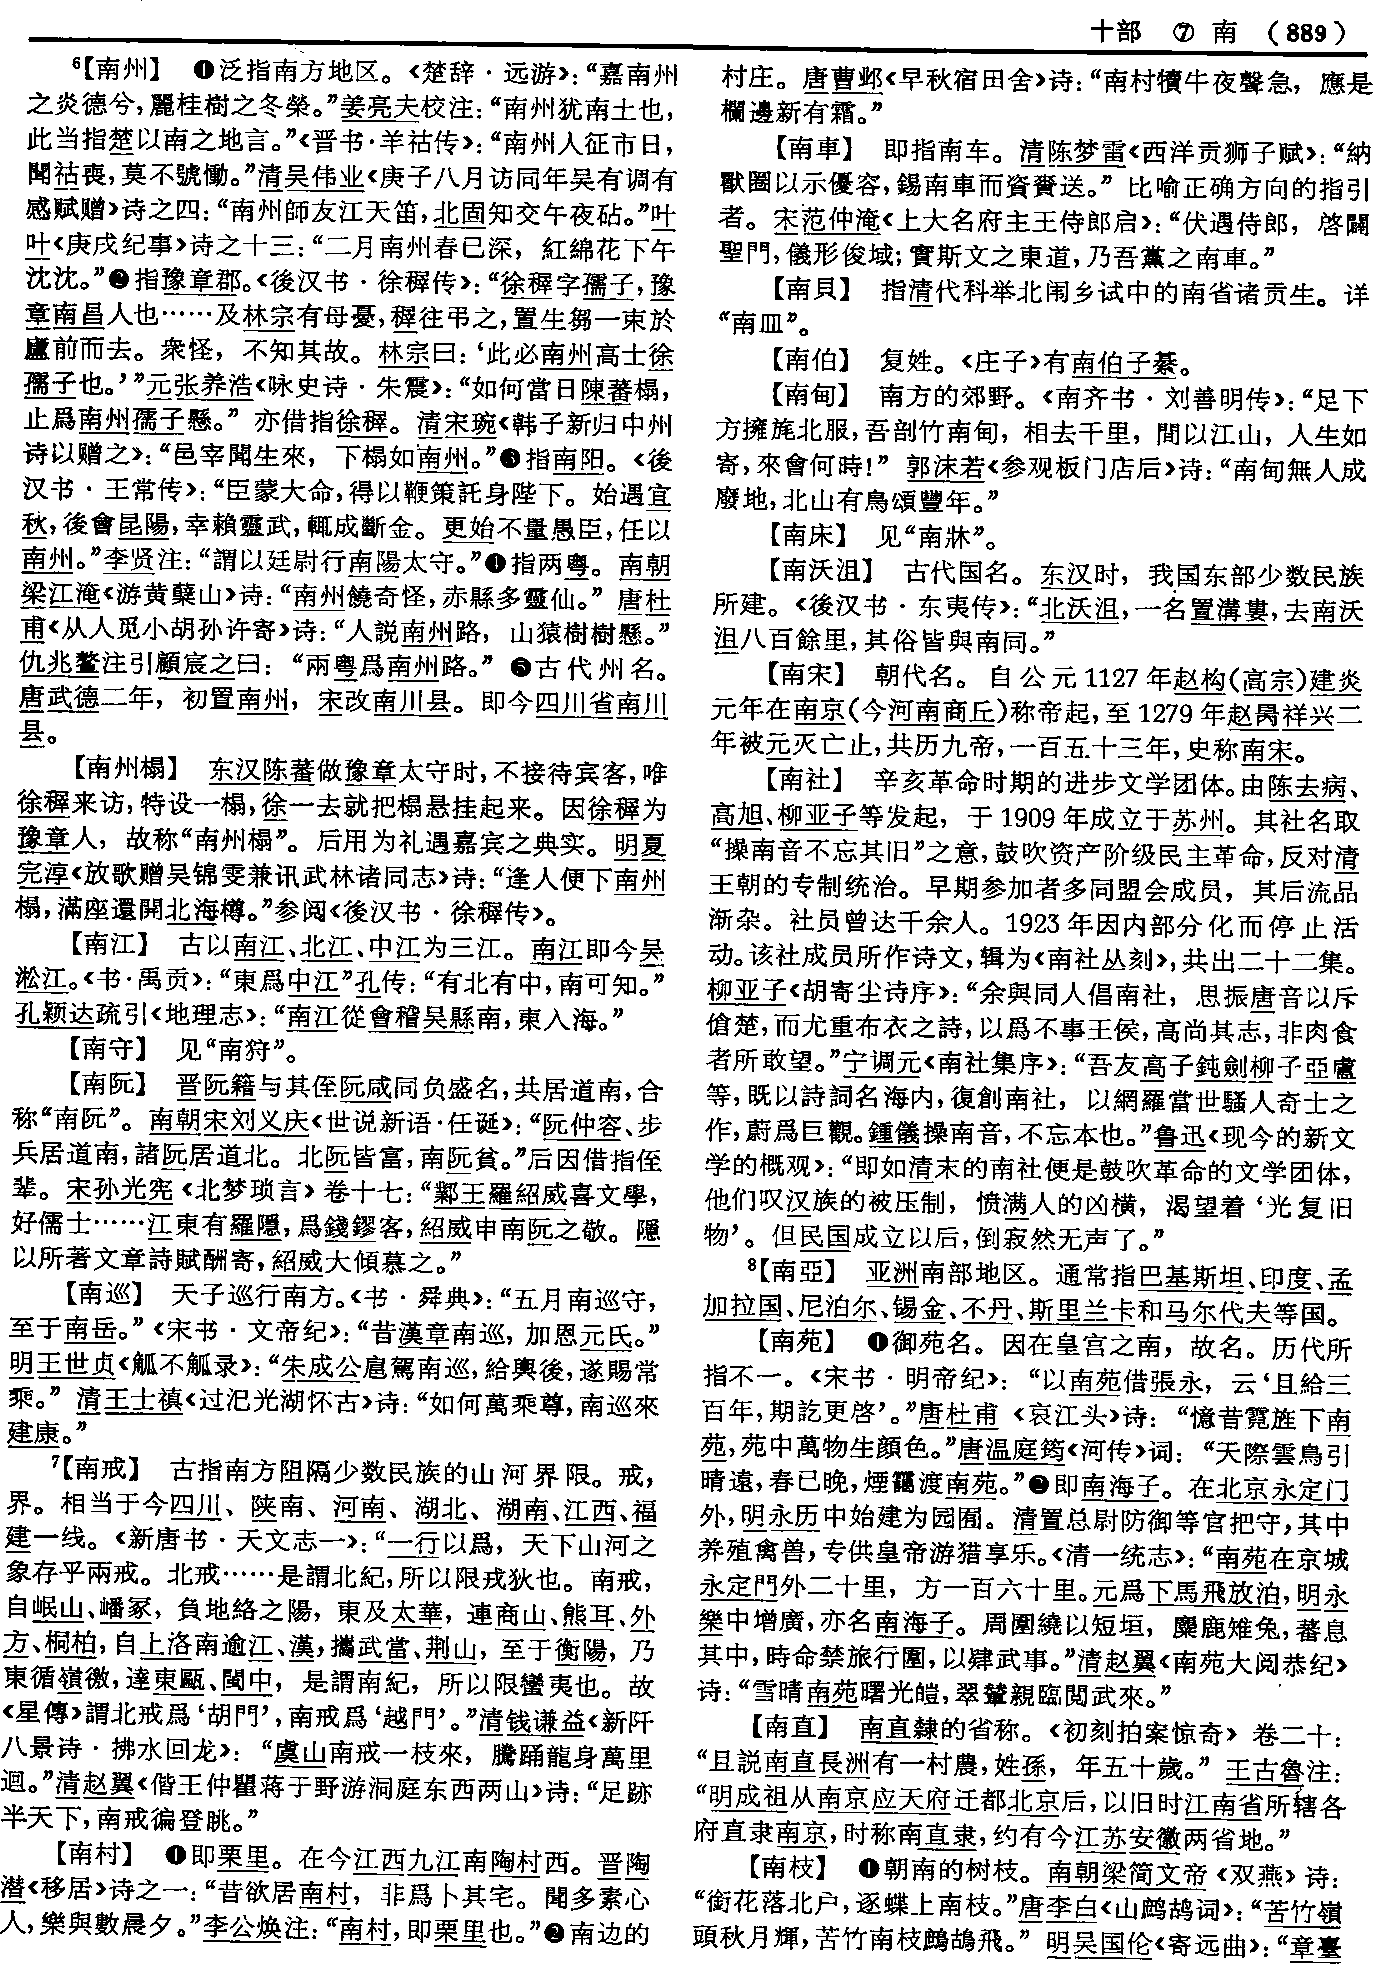 十部 ⑦ 南 （889）
⁶【南州】 ❶泛指南方地区。《楚辞·远游》：“嘉南州
之炎德兮，麗桂樹之冬榮。”姜亮夫校注：“南州犹南土也，
此当指楚以南之地言。”《晋书·羊祜传》：“南州人征市日，
聞祜喪，莫不號慟。”清吴伟业《庚子八月访同年吴有调有
感赋赠》诗之四：“南州師友江天笛，北固知交午夜砧。”叶
叶《庚戌纪事》诗之十三：“二月南州春已深，紅綿花下午
沈沈。”❷指豫章郡。《後汉书·徐穉传》：“徐穉字孺子，豫
章南昌人也……及林宗有母憂，穉往弔之，置生芻一束於
廬前而去。衆怪，不知其故。林宗曰：‘此必南州高士徐
孺子也。’”元张养浩《咏史诗·朱震》：“如何當日陳蕃榻，
止爲南州孺子懸。” 亦借指徐穉。清宋琬《韩子新归中州
诗以赠之》：“邑宰聞生來，下榻如南州。”❸指南阳。《後
汉书·王常传》：“臣蒙大命，得以鞭策託身陛下。始遇宜
秋，後會昆陽，幸賴靈武，輒成斷金。更始不量愚臣，任以
南州。”李贤注：“謂以廷尉行南陽太守。”❹指两粤。南朝
梁江淹《游黄蘗山》诗：“南州饒奇怪，赤縣多靈仙。” 唐杜
甫《从人觅小胡孙许寄》诗：“人説南州路，山猿樹樹懸。”
仇兆鳌注引顧宸之曰：“兩粵爲南州路。” ❺古代州名。
唐武德二年，初置南州，宋改南川县。即今四川省南川
县。
【南州榻】 东汉陈蕃做豫章太守时，不接待宾客，唯
徐穉来访，特设一榻，徐一去就把榻悬挂起来。因徐穉为
豫章人，故称“南州榻”。后用为礼遇嘉宾之典实。明夏
完淳《放歌赠吴锦雯兼讯武林诸同志》诗：“逢人便下南州
榻，滿座還開北海樽。”参阅《後汉书·徐穉传》。
【南江】 古以南江、北江、中江为三江。南江即今吴
淞江。《书·禹贡》：“東爲中江”孔传：“有北有中，南可知。”
孔颖达疏引《地理志》：“南江從會稽吴縣南，東入海。”
【南守】 见“南狩”。
【南阮】 晋阮籍与其侄阮咸同负盛名，共居道南，合
称“南阮”。南朝宋刘义庆《世说新语·任诞》：“阮仲容、步
兵居道南，諸阮居道北。北阮皆富，南阮貧。”后因借指侄
辈。宋孙光宪《北梦琐言》卷十七：“鄴王羅紹威喜文學，
好儒士……江東有羅隱，爲錢鏐客，紹威申南阮之敬。隱
以所著文章詩賦酬寄，紹威大傾慕之。”
【南巡】 天子巡行南方。《书·舜典》：“五月南巡守，
至于南岳。”《宋书·文帝纪》：“昔漢章南巡，加恩元氏。”
明王世贞《觚不觚录》：“朱成公扈駕南巡，給輿後，遂賜常
乘。” 清王士禛《过汜光湖怀古》诗：“如何萬乘尊，南巡來
建康。”
⁷【南戒】 古指南方阻隔少数民族的山河界限。戒，
界。相当于今四川、陕南、河南、湖北、湖南、江西、福
建一线。《新唐书·天文志一》：“一行以爲，天下山河之
象存乎兩戒。北戒……是謂北紀，所以限戎狄也。南戒，
自岷山、嶓冢，負地絡之陽，東及太華，連商山、熊耳、外
方、桐柏，自上洛南逾江、漢，攜武當、荆山，至于衡陽，乃
東循嶺徼，達東甌、閩中，是謂南紀，所以限蠻夷也。故
《星傳》謂北戒爲‘胡門’，南戒爲‘越門’。”清钱谦益《新阡
八景诗·拂水回龙》：“虞山南戒一枝來，騰踊龍身萬里
迴。”清赵翼《偕王仲瞿蒋于野游洞庭东西两山》诗：“足跡
半天下，南戒徧登眺。”
【南村】 ❶即栗里。在今江西九江南陶村西。晋陶
潜《移居》诗之一：“昔欲居南村，非爲卜其宅。聞多素心
人，樂與數晨夕。”李公焕注：“南村，即栗里也。”❷南边的
村庄。唐曹邺《早秋宿田舍》诗：“南村犢牛夜聲急，應是
欄邊新有霜。”
【南車】 即指南车。清陈梦雷《西洋贡狮子赋》：“納
獸圈以示優容，錫南車而資賫送。” 比喻正确方向的指引
者。宋范仲淹《上大名府主王侍郎启》：“伏遇侍郎，啓闢
聖門，儀形俊域；實斯文之東道，乃吾黨之南車。”
【南貝】 指清代科举北闱乡试中的南省诸贡生。详
“南皿”。
【南伯】 复姓。《庄子》有南伯子綦。
【南甸】 南方的郊野。《南齐书·刘善明传》：“足下
方擁旄北服，吾剖竹南甸，相去千里，間以江山，人生如
寄，來會何時！” 郭沫若《参观板门店后》诗：“南甸無人成
廢地，北山有鳥頌豐年。”
【南床】 见“南牀”。
【南沃沮】 古代国名。东汉时，我国东部少数民族
所建。《後汉书·东夷传》：“北沃沮，一名置溝婁，去南沃
沮八百餘里，其俗皆與南同。”
【南宋】 朝代名。自公元1127年赵构（高宗）建炎
元年在南京（今河南商丘）称帝起，至1279年赵昺祥兴二
年被元灭亡止，共历九帝，一百五十三年，史称南宋。
【南社】 辛亥革命时期的进步文学团体。由陈去病、
高旭、柳亚子等发起，于1909年成立于苏州。其社名取
“操南音不忘其旧”之意，鼓吹资产阶级民主革命，反对清
王朝的专制统治。早期参加者多同盟会成员，其后流品
渐杂。社员曾达千余人。1923年因内部分化而停止活
动。该社成员所作诗文，辑为《南社丛刻》，共出二十二集。
柳亚子《胡寄尘诗序》：“余與同人倡南社，思振唐音以斥
傖楚，而尤重布衣之詩，以爲不事王侯，高尚其志，非肉食
者所敢望。”宁调元《南社集序》：“吾友高子鈍劍柳子亞廬
等，既以詩詞名海内，復創南社，以網羅當世騷人奇士之
作，蔚爲巨觀。鍾儀操南音，不忘本也。”鲁迅《现今的新文
学的概观》：“即如清末的南社便是鼓吹革命的文学团体，
他们叹汉族的被压制，愤满人的凶横，渴望着‘光复旧
物’。但民国成立以后，倒寂然无声了。”
⁸【南亞】 亚洲南部地区。通常指巴基斯坦、印度、孟
加拉国、尼泊尔、锡金、不丹、斯里兰卡和马尔代夫等国。
【南苑】 ❶御苑名。因在皇宫之南，故名。历代所
指不一。《宋书·明帝纪》：“以南苑借張永，云‘且給三
百年，期訖更啓’。”唐杜甫《哀江头》诗：“憶昔霓旌下南
苑，苑中萬物生顔色。”唐温庭筠《河传》词：“天際雲鳥引
晴遠，春已晚，煙靄渡南苑。”❷即南海子。在北京永定门
外，明永历中始建为园囿。清置总尉防御等官把守，其中
养殖禽兽，专供皇帝游猎享乐。《清一统志》：“南苑在京城
永定門外二十里，方一百六十里。元爲下馬飛放泊，明永
樂中增廣，亦名南海子。周圍繞以短垣，麋鹿雉兔，蕃息
其中，時命禁旅行圍，以肄武事。”清赵翼《南苑大阅恭纪》
诗：“雪晴南苑曙光皚，翠輦親臨閲武來。”
【南直】 南直隸的省称。《初刻拍案惊奇》卷二十：
“且説南直長洲有一村農，姓孫，年五十歲。” 王古魯注：
“明成祖从南京应天府迁都北京后，以旧时江南省所辖各
府直隶南京，时称南直隶，约有今江苏安徽两省地。”
【南枝】 ❶朝南的树枝。南朝梁简文帝《双燕》诗：
“銜花落北户，逐蝶上南枝。”唐李白《山鹧鸪词》：“苦竹嶺
頭秋月輝，苦竹南枝鷓鴣飛。” 明吴国伦《寄远曲》：“章臺